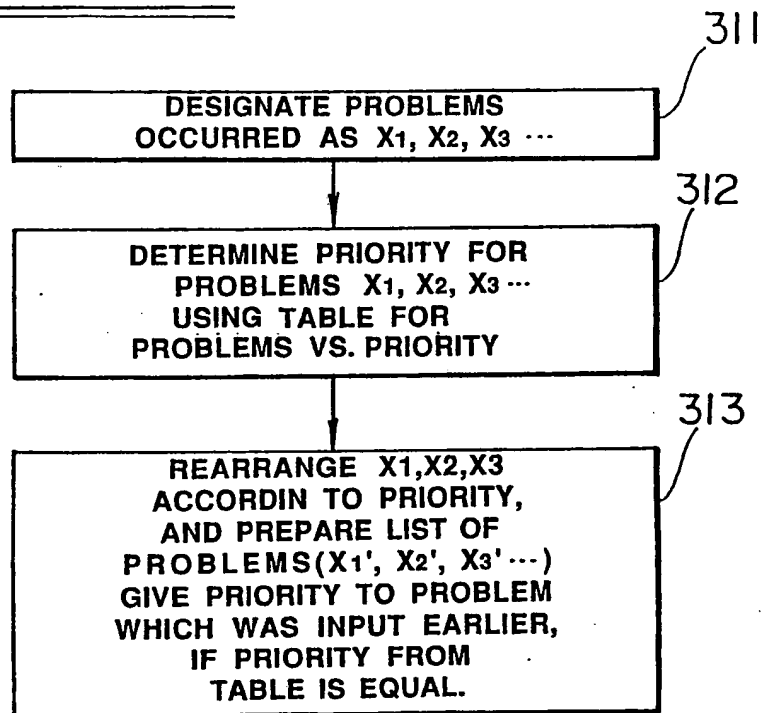 311
DESIGNATE PROBLEMS
OCCURRED AS X1, X2, X3 ···
312
DETERMINE PRIORITY FOR
PROBLEMS X1, X2, X3 ···
USING TABLE FOR
PROBLEMS VS. PRIORITY
313
REARRANGE X1,X2,X3
ACCORDIN TO PRIORITY,
AND PREPARE LIST OF
PROBLEMS(X1', X2', X3' ···)
GIVE PRIORITY TO PROBLEM
WHICH WAS INPUT EARLIER,
IF PRIORITY FROM
TABLE IS EQUAL.